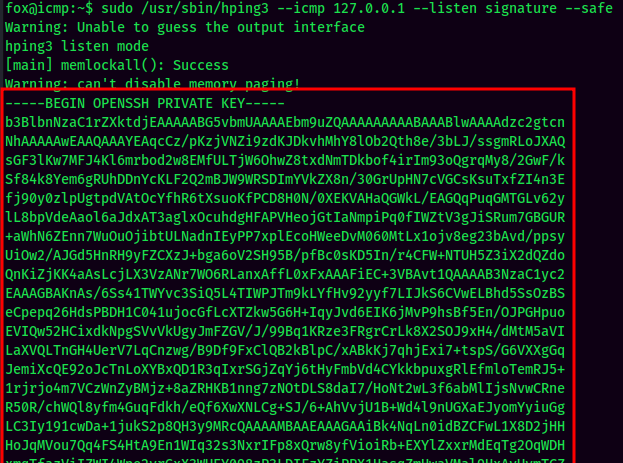 fox@icmp:~$ sudo /usr/sbin/hping3 --icmp 127.0.0.1 --listen signature --safe
Warning: Unable to guess the output interface
hping3 listen mode
[main] memlockall(): Success
Warning: can't disable memory paging!
-----BEGIN OPENSSH PRIVATE KEY-----
b3BlbnNzaC1rZXktdjEAAAAABG5vbmUAAAAEbm9uZQAAAAAAAAABAAABlwAAAAdzc2gtcn
NhAAAAAwEAAQAAAYEAqcCz/pKzjVNZi9zdKJDkvhMhY8lOb2Qth8e/3bLJ/ssgmRLoJXAQ
sGF3lKw7MFJ4Kl6mrbod2w8EMfULTjW6OhwZ8txdNmTDkbof4irIm93oQgrqMy8/2GwF/k
Sf84k8Yem6gRUhDDnYcKLF2Q2mBJW9WRSDImYVkZX8n/30GrUpHN7cVGCsKsuTxfZI4n3E
fj90y0zlpUgtpdVAtOcYfhR6tXsuoKfPCD8H0N/0XEKVAHaQGWkL/EAGQqPuqGMTGLv62y
lL8bpVdeAaol6aJdxAT3aglxOcuhdgHFAPVHeojGtIaNmpiPq0fIWZtV3gJiSRum7GBGUR
+aWhN6ZEnn7WuOuOjibtULNadnIEyPP7xplEcoHWeeDvM060MtLx1ojv8eg23bAvd/ppsy
UiOw2/AJGd5HnRH9yFZCXzJ+bga6oV2SH95B/pfBc0sKD5In/r4CFW+NTUH5Z3iX2dQZdo
QnKiZjKK4aAsLcjLX3VzANr7WO6RLanxAffL0xFxAAAFiEC+3VBAvt1QAAAAB3NzaC1yc2
EAAAGBAKnAs/6Ss41TWYvc3SiQ5L4TIWPJTm9kLYfHv92yyf7LIJkS6CVwELBhd5SsOzBS
eCpepq26HdsPBDH1C041ujocGfLcXTZkw5G6H+IqyJvd6EIK6jMvP9hsBf5En/OJPGHpuo
EVIQw52HCixdkNpgSVvVkUgyJmFZGV/J/99Bq1KRze3FRgrCrLk8X2SOJ9xH4/dMtM5aVI
LaXVQLTnGH4UerV7LqCnzwg/B9Df9FxClQB2kBlpC/xABkKj7qhjExi7+tspS/G6VXXgGq
JemiXcQE92oJcTnLoXYBxQD1R3qIxrSGjZqYj6tHyFmbVd4CYkkbpuxgRlEfmloTemRJ5+
1rjrjo4m7VCzWnZyBMjz+8aZRHKB1nng7zNOtDLS8daI7/HoNt2wL3f6abMlIjsNvwCRne
R50R/chWQl8yfm4GuqFdkh/eQf6XwXNLCg+SJ/6+AhVvjU1B+Wd4l9nUGXaEJyomYyiuGg
LC3Iy191cwDa+1jukS2p8QH3y9MRcQAAAAMBAAEAAAGAAiBk4NqLn0idBZCFwL1X8D2jHH
HoJqMVou7Qq4FS4HtA9En1WIq32s3NxrIFp8xQrw8yfVioiRb+EXYlZxxrMdEqTg2OqWDH